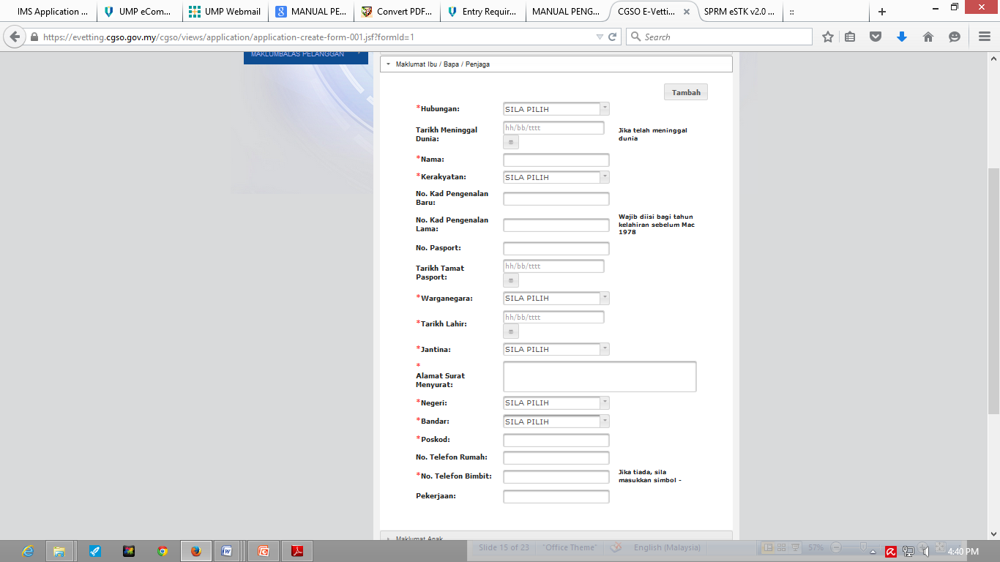 IMS Application ...
UMP eCom...
UMP Webmail
MANUAL PE...
Convert PDF...
Entry Requir...
MANUAL PENG...
CGSO E-Vetti...
SPRM eSTK v2.0 ...
::
https://evetting.cgso.gov.my/cgso/views/application/application-create-form-001.jsf?formId=1
Search
MAKLUMBALAS PELANGGAN
Maklumat Ibu / Bapa / Penjaga
Tambah
*Hubungan: SILA PILIH
Tarikh Meninggal
Dunia:
hh/bb/tttt
Jika telah meninggal
dunia
*Nama:
*Kerakyatan: SILA PILIH
No. Kad Pengenalan
Baru:
No. Kad Pengenalan
Lama:
Wajib diisi bagi tahun
kelahiran sebelum Mac
1978
No. Pasport:
Tarikh Tamat
Pasport:
hh/bb/tttt
*Warganegara: SILA PILIH
*Tarikh Lahir: hh/bb/tttt
*Jantina: SILA PILIH
*
Alamat Surat
Menyurat:
*Negeri: SILA PILIH
*Bandar: SILA PILIH
*Poskod:
No. Telefon Rumah:
*No. Telefon Bimbit:
Jika tiada, sila
masukkan simbol -
Pekerjaan:
Maklumat Anak
Slide 15 of 23 "Office Theme" English (Malaysia) 57%
4:40 PM